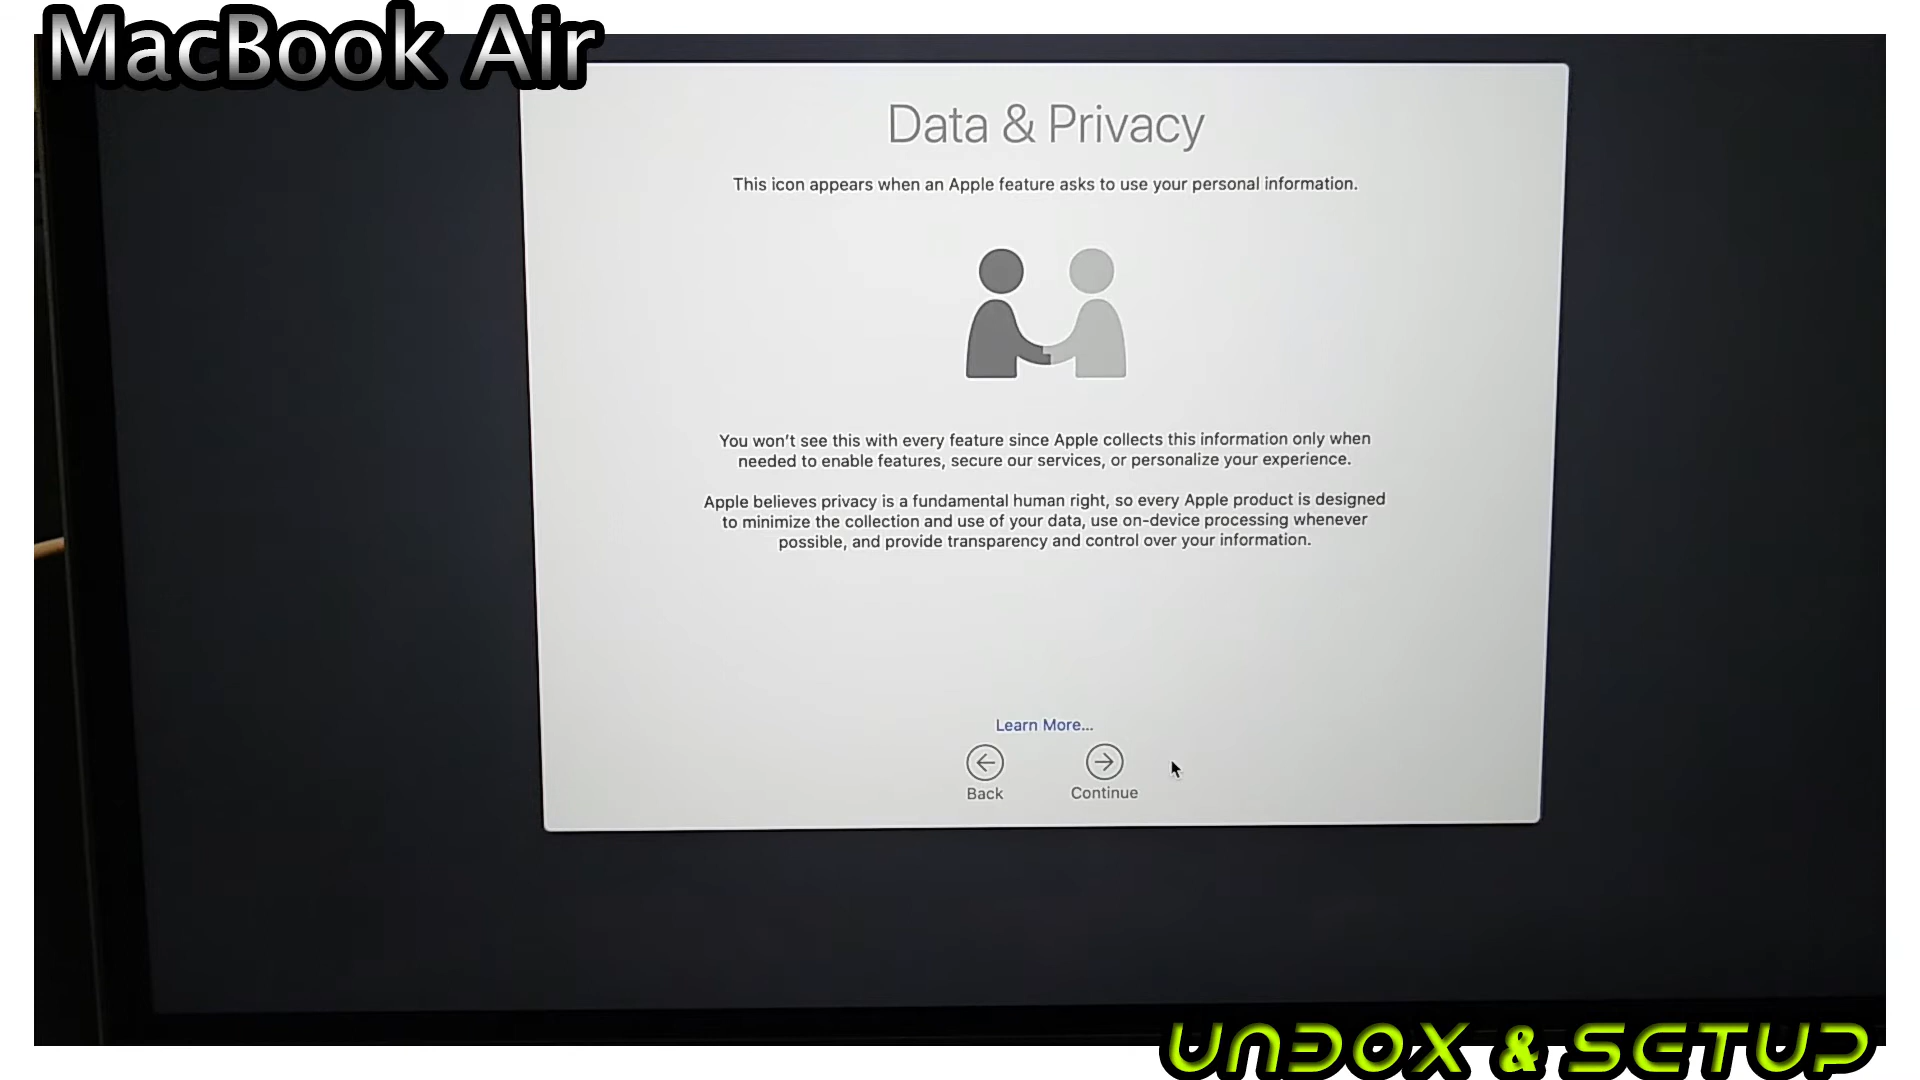 MacBook Air
Data & Privacy
This icon appears when an Apple feature asks to use your personal information.
You won't see this with every feature since Apple collects this information only when
needed to enable features, secure our services, or personalize your experience.
Apple believes privacy is a fundamental human right, so every Apple product is designed
to minimize the collection and use of your data, use on-device processing whenever
possible, and provide transparency and control over your information.
Learn More...
Back
Continue
UNBOX & SETUP